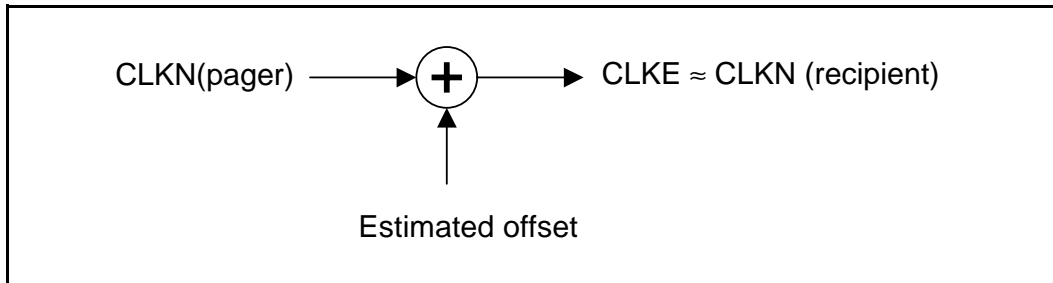 CLKN(pager) + CLKE ≈ CLKN (recipient)
Estimated offset